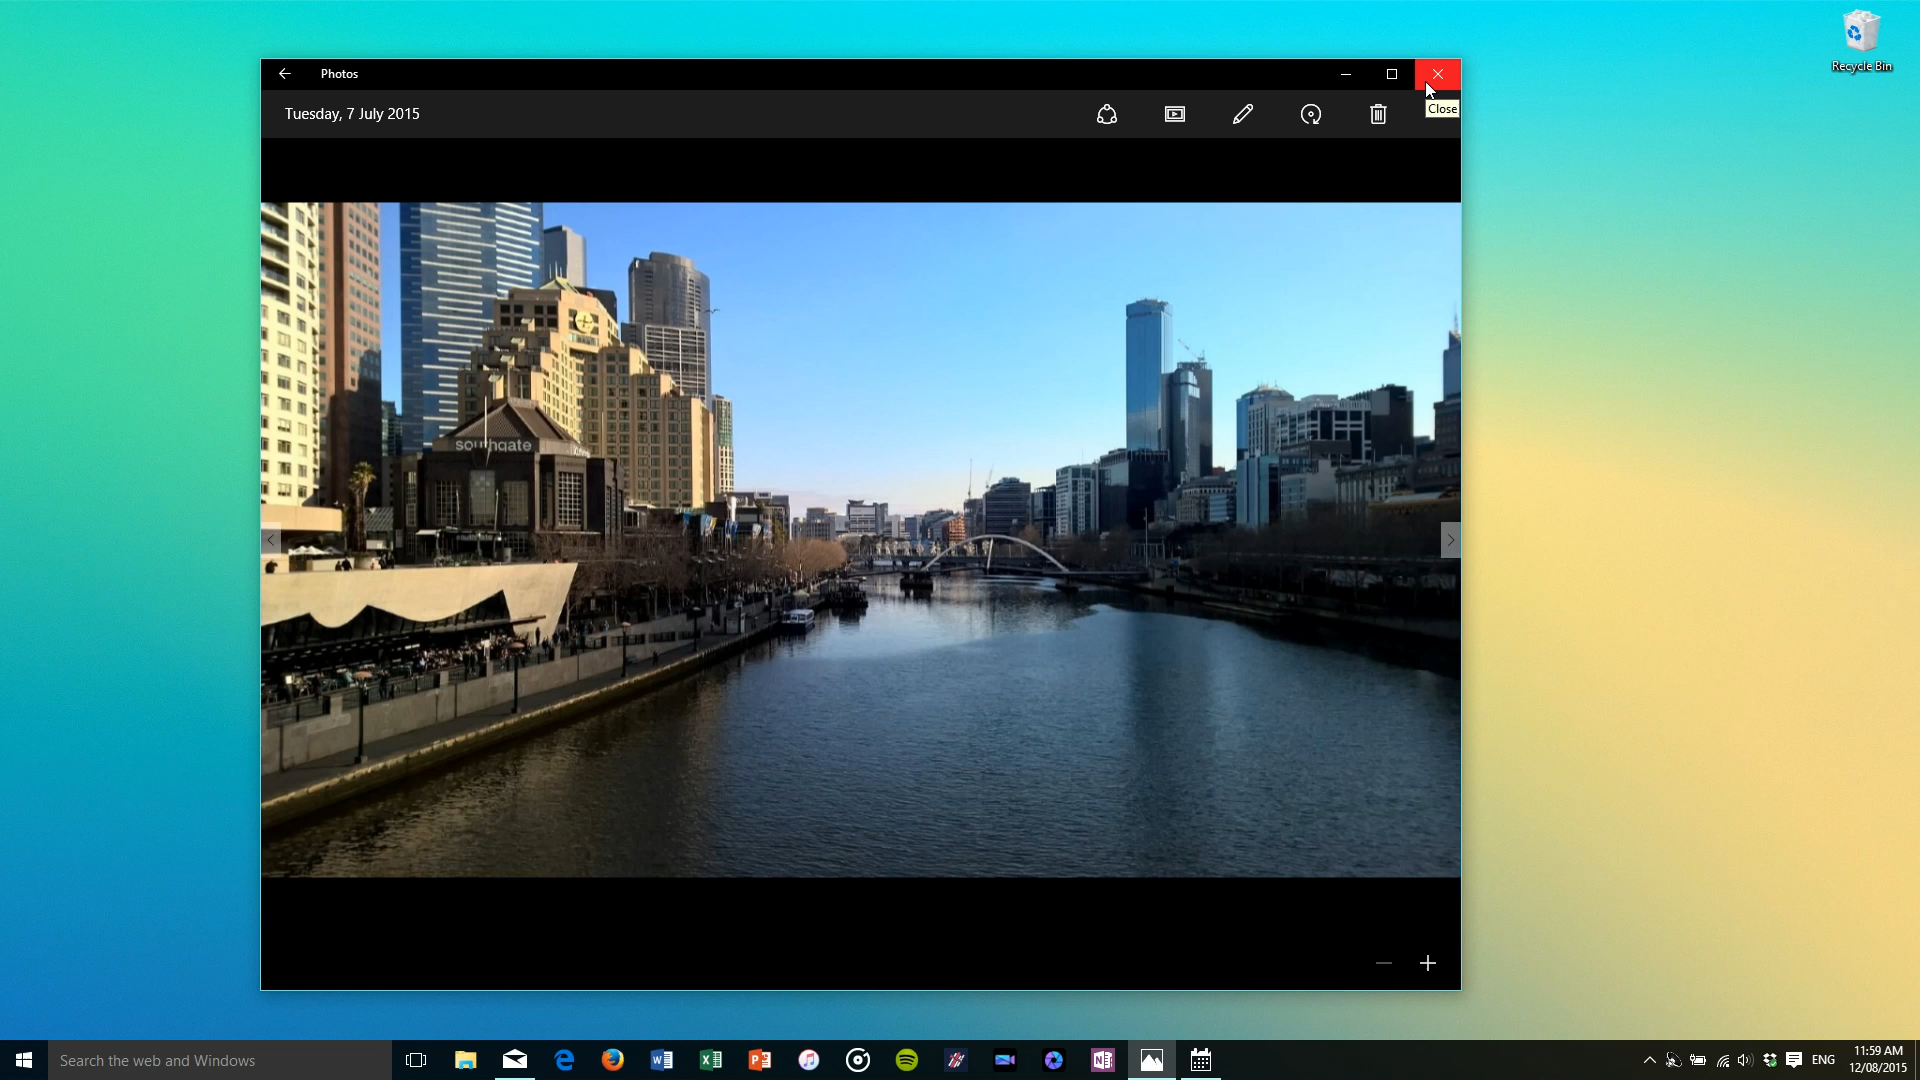 Recycle Bin
Photos
Close
Tuesday, 7 July 2015
southgate
Search the web and Windows
ENG
11:59 AM
12/08/2015